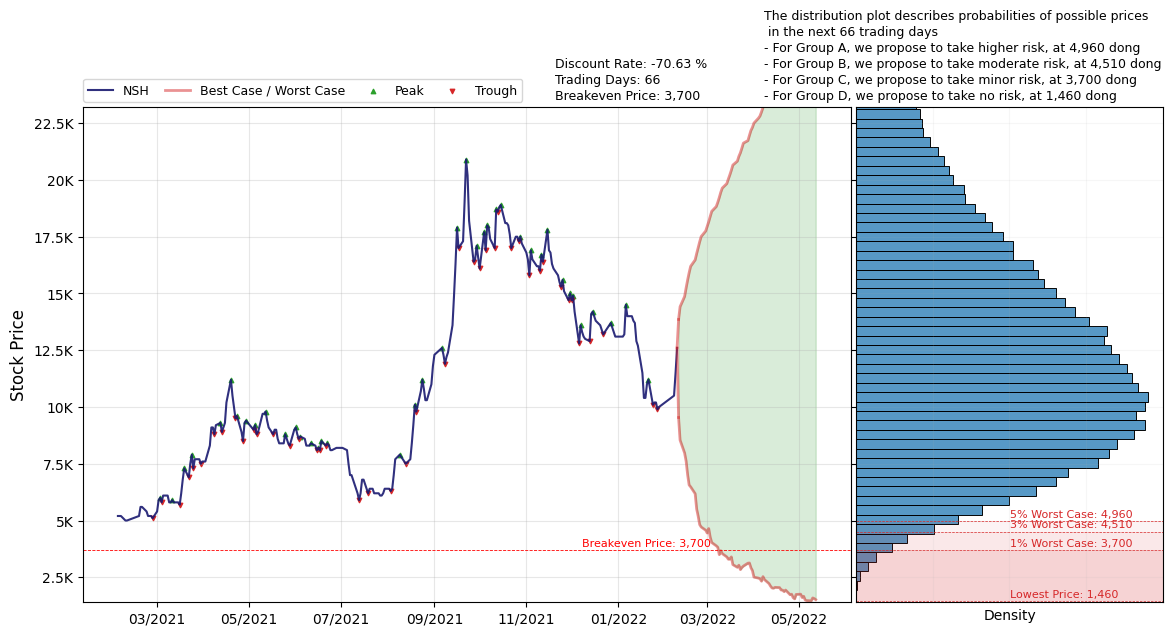 The distribution plot describes probabilities of possible prices
in the next 66 trading days
- For Group A, we propose to take higher risk, at 4,960 dong
- For Group B, we propose to take moderate risk, at 4,510 dong
- For Group C, we propose to take minor risk, at 3,700 dong
- For Group D, we propose to take no risk, at 1,460 dong
Discount Rate: -70.63 %
Trading Days: 66
Breakeven Price: 3,700
NSH
Best Case / Worst Case
Peak
Trough
Stock Price
22.5K
20K
17.5K
15K
12.5K
10K
7.5K
5K
2.5K
Breakeven Price: 3,700
5% Worst Case: 4,960
3% Worst Case: 4,510
1% Worst Case: 3,700
Lowest Price: 1,460
03/2021
05/2021
07/2021
09/2021
11/2021
01/2022
03/2022
05/2022
Density